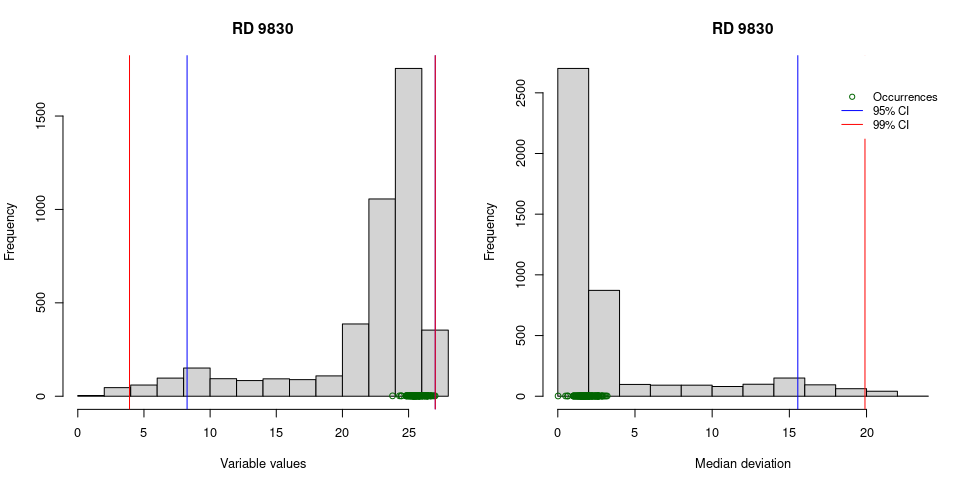 RD 9830
Frequency
0
500
1000
1500
0 5 10 15 20 25
Variable values
RD 9830
Occurrences
95% CI
99% CI
Frequency
0
500
1000
1500
2000
2500
0 5 10 15 20
Median deviation